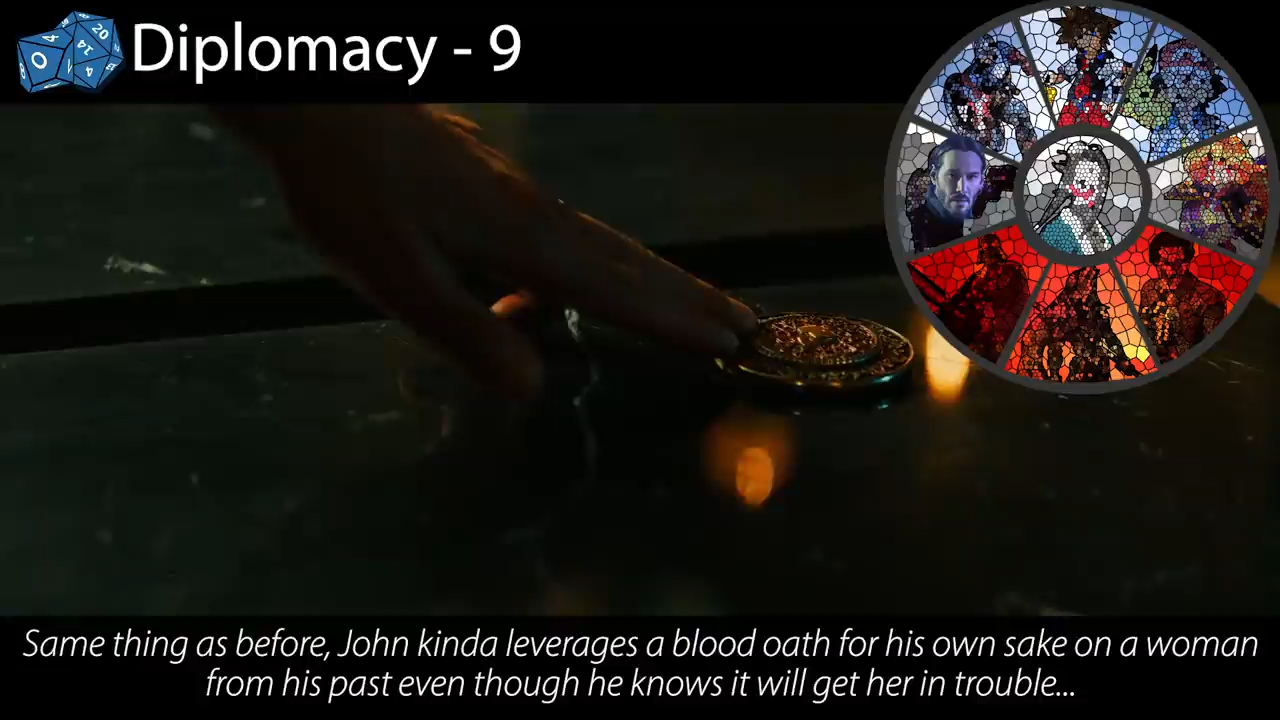 Diplomacy - 9
Same thing as before, John kinda leverages a blood oath for his own sake on a woman
from his past even though he knows it will get her in trouble...